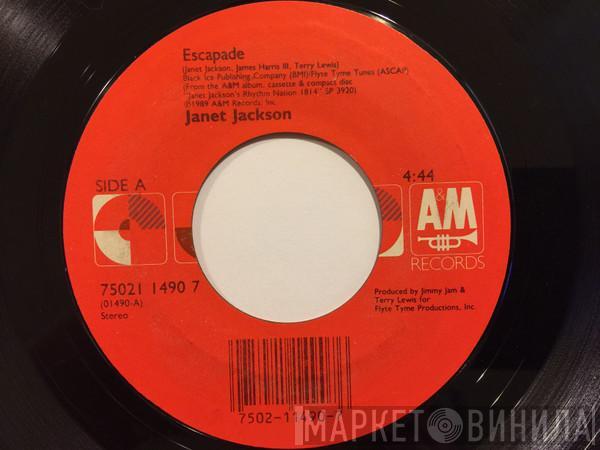 Escapade
(Janet Jackson, James Harris III, Terry Lewis)
Black Ice Publishing Company (BMI)/Flyte Tyme Tunes (ASCAP)
(From the A&M album, cassette & compact disc
"Janet Jackson's Rhythm Nation 1814" SP 3920)
℗1989 A&M Records, Inc.
Janet Jackson
SIDE A
4:44
A&M
RECORDS
75021 1490 7
(01490-A)
Stereo
Produced by Jimmy Jam &
Terry Lewis for
Flyte Tyme Productions, Inc.
7502-11490-7
МАРКЕТ ВИНИЛА